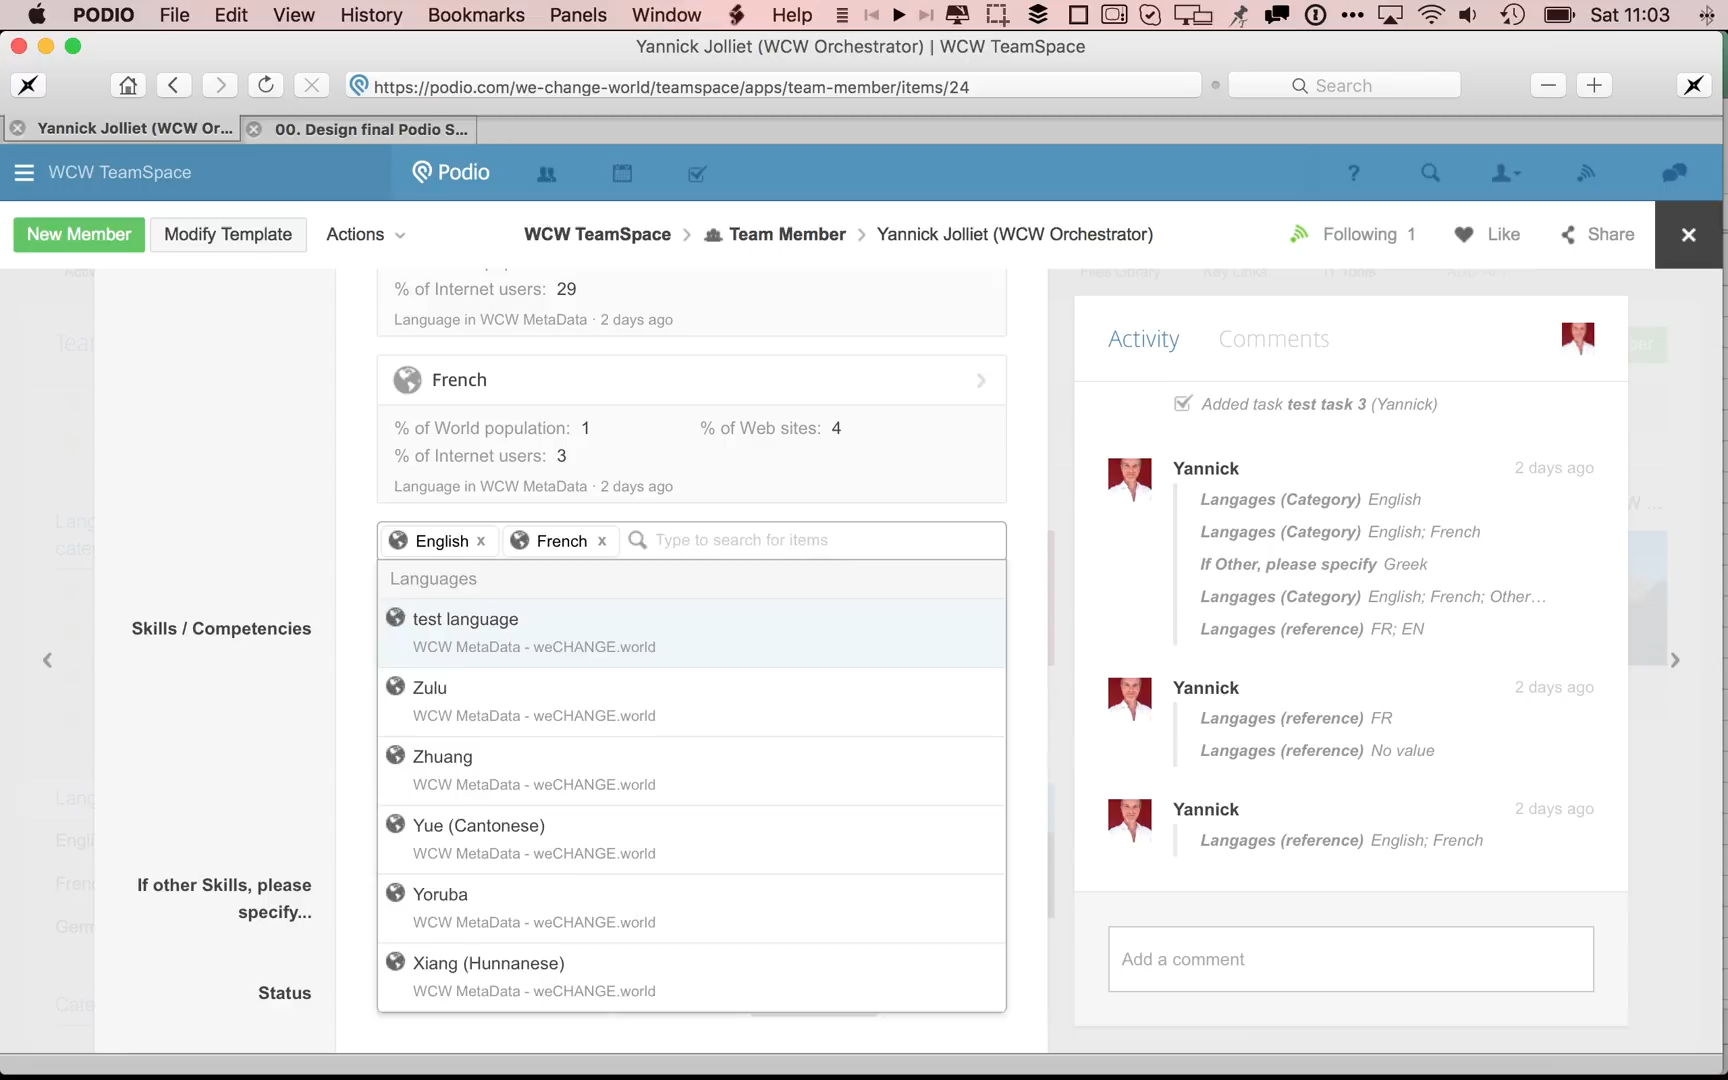 PODIO File Edit View History Bookmarks Panels Window Help Sat 11:03
Yannick Jolliet (WCW Orchestrator) | WCW TeamSpace
https://podio.com/we-change-world/teamspace/apps/team-member/items/24
Search
Yannick Jolliet (WCW Or...
00. Design final Podio S...
WCW TeamSpace
Podio
?
New Member
Modify Template
Actions
WCW TeamSpace > Team Member > Yannick Jolliet (WCW Orchestrator)
Following 1
Like
Share
% of Internet users: 29
Language in WCW MetaData · 2 days ago
French
% of World population: 1
% of Web sites: 4
% of Internet users: 3
Language in WCW MetaData · 2 days ago
English x
French x
Type to search for items
Languages
test language
WCW MetaData - weCHANGE.world
Zulu
WCW MetaData - weCHANGE.world
Zhuang
WCW MetaData - weCHANGE.world
Yue (Cantonese)
WCW MetaData - weCHANGE.world
Yoruba
WCW MetaData - weCHANGE.world
Xiang (Hunnanese)
WCW MetaData - weCHANGE.world
Skills / Competencies
If other Skills, please
specify...
Status
Activity
Comments
Added task test task 3 (Yannick)
Yannick
2 days ago
Langages (Category) English
Langages (Category) English; French
If Other, please specify Greek
Langages (Category) English; French; Other…
Langages (reference) FR; EN
Yannick
2 days ago
Langages (reference) FR
Langages (reference) No value
Yannick
2 days ago
Langages (reference) English; French
Add a comment